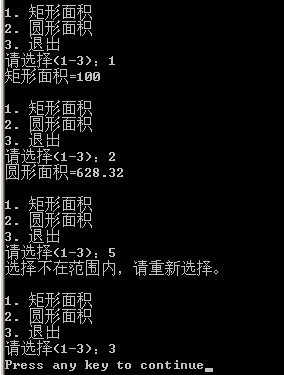 1. 矩形面积
2. 圆形面积
3. 退出
请选择(1-3): 1
矩形面积=100
1. 矩形面积
2. 圆形面积
3. 退出
请选择(1-3): 2
圆形面积=628.32
1. 矩形面积
2. 圆形面积
3. 退出
请选择(1-3): 5
选择不在范围内，请重新选择。
1. 矩形面积
2. 圆形面积
3. 退出
请选择(1-3): 3
Press any key to continue_